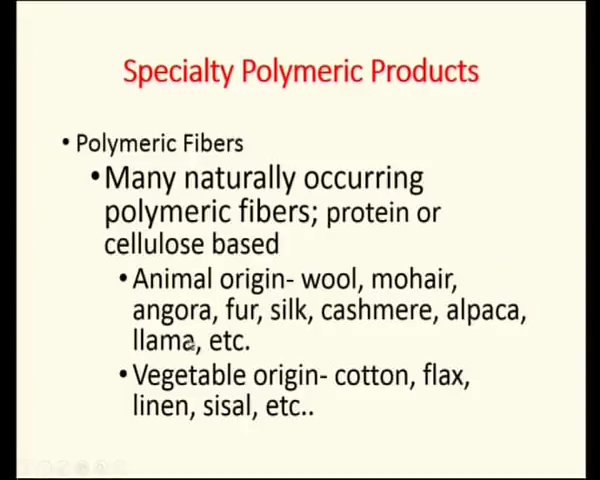 Specialty Polymeric Products
• Polymeric Fibers
• Many naturally occurring
polymeric fibers; protein or
cellulose based
• Animal origin- wool, mohair,
angora, fur, silk, cashmere, alpaca,
llama, etc.
• Vegetable origin- cotton, flax,
linen, sisal, etc..